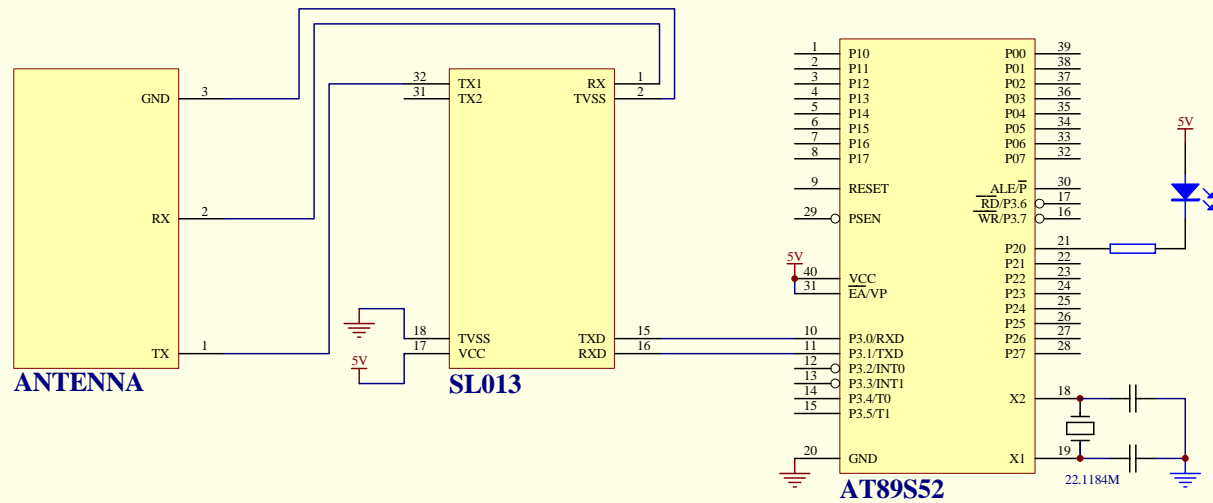 GND 3
RX 2
TX 1
ANTENNA
32 TX1
31 TX2
RX 1
TVSS 2
18 TVSS
17 VCC
5V
TXD 15
RXD 16
SL013
1 P10
2 P11
3 P12
4 P13
5 P14
6 P15
7 P16
8 P17
9 RESET
29 PSEN
5V
40 VCC
31 EA/VP
10 P3.0/RXD
11 P3.1/TXD
12 P3.2/INT0
13 P3.3/INT1
14 P3.4/T0
15 P3.5/T1
20 GND
P00 39
P01 38
P02 37
P03 36
P04 35
P05 34
P06 33
P07 32
ALE/P 30
RD/P3.6 17
WR/P3.7 16
P20 21
P21 22
P22 23
P23 24
P24 25
P25 26
P26 27
P27 28
X2 18
X1 19
AT89S52
5V
22.1184M